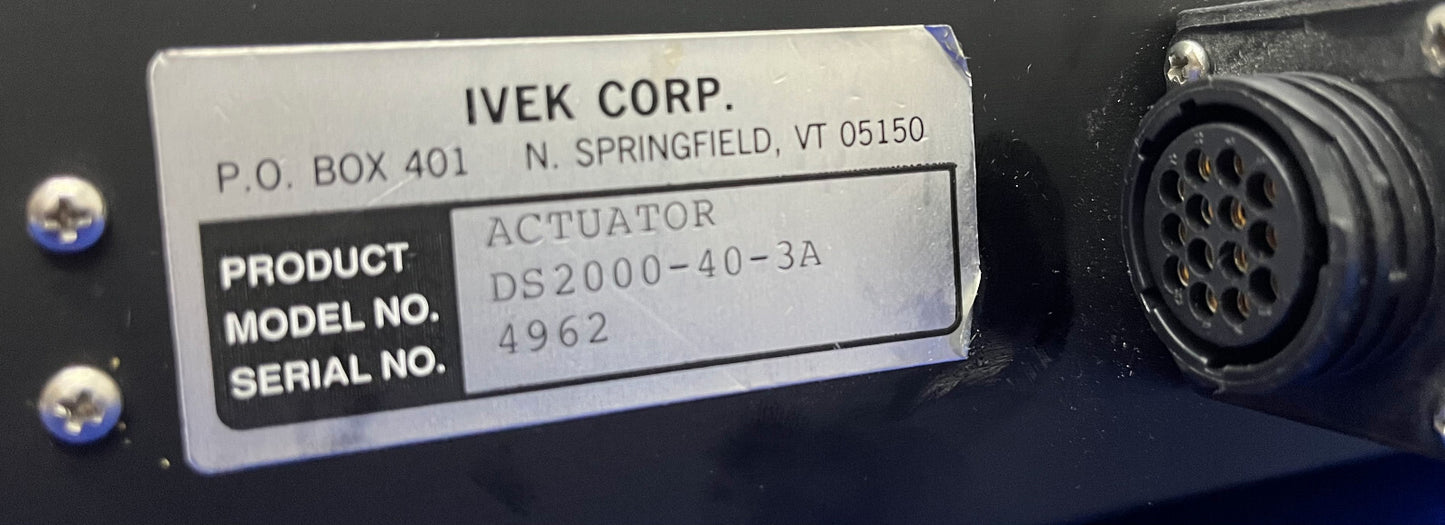 IVEK CORP.
P.O. BOX 401 N. SPRINGFIELD, VT 05150
PRODUCT ACTUATOR
MODEL NO. DS2000-40-3A
SERIAL NO. 4962